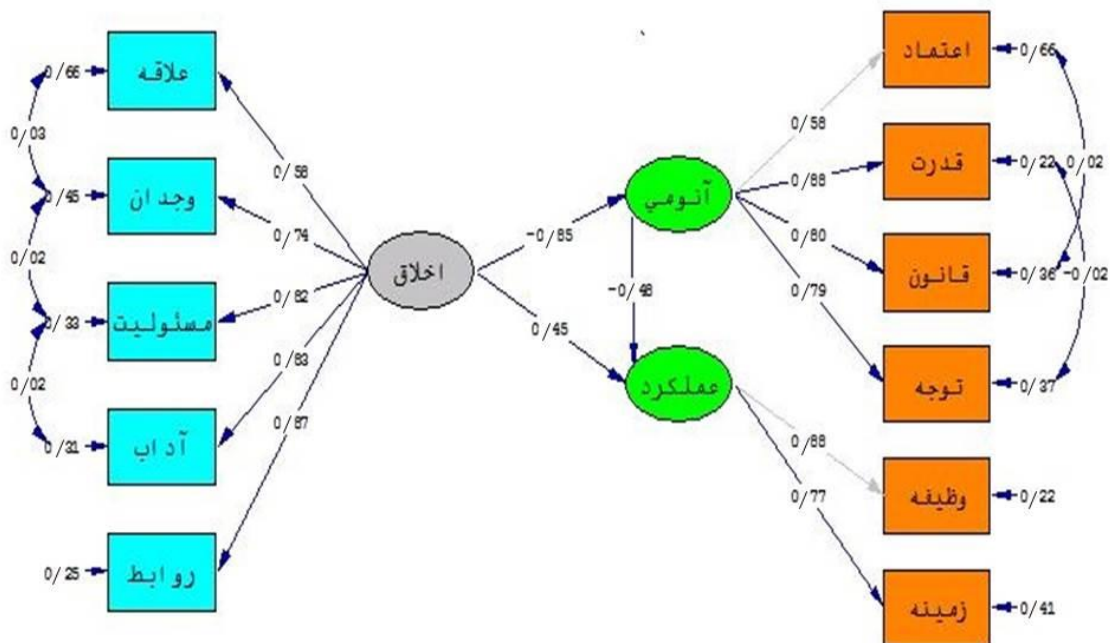 علاقه
وجدان
مسئولیت
آداب
روابط
اخلاق
آنومي
عملکرد
اعتماد
قدرت
قانون
توجه
وظیفه
زمینه
0/66
0/45
0/33
0/31
0/25
0/03
0/02
0/02
0/58
0/74
0/82
0/83
0/87
-0/85
0/45
-0/48
0/58
0/88
0/80
0/79
0/88
0/77
0/66
0/22
0/36
0/37
0/22
0/41
0/02
-0/02